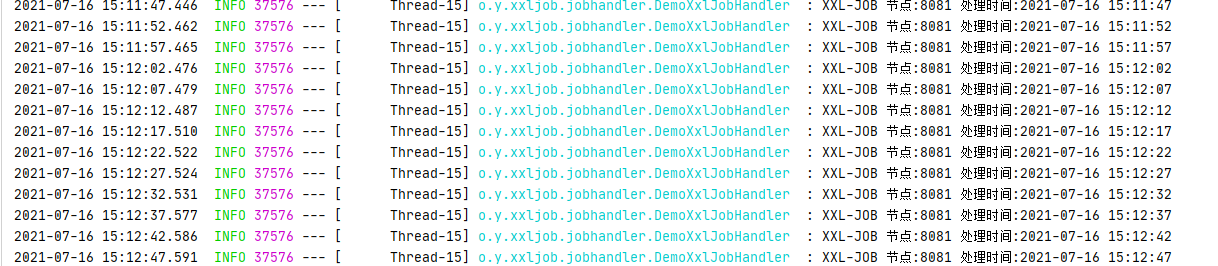 2021-07-16 15:11:47.446  INFO 37576 --- [      Thread-15] o.y.xxljob.jobhandler.DemoXxlJobHandler  : XXL-JOB 节点:8081 处理时间:2021-07-16 15:11:47
2021-07-16 15:11:52.462  INFO 37576 --- [      Thread-15] o.y.xxljob.jobhandler.DemoXxlJobHandler  : XXL-JOB 节点:8081 处理时间:2021-07-16 15:11:52
2021-07-16 15:11:57.465  INFO 37576 --- [      Thread-15] o.y.xxljob.jobhandler.DemoXxlJobHandler  : XXL-JOB 节点:8081 处理时间:2021-07-16 15:11:57
2021-07-16 15:12:02.476  INFO 37576 --- [      Thread-15] o.y.xxljob.jobhandler.DemoXxlJobHandler  : XXL-JOB 节点:8081 处理时间:2021-07-16 15:12:02
2021-07-16 15:12:07.479  INFO 37576 --- [      Thread-15] o.y.xxljob.jobhandler.DemoXxlJobHandler  : XXL-JOB 节点:8081 处理时间:2021-07-16 15:12:07
2021-07-16 15:12:12.487  INFO 37576 --- [      Thread-15] o.y.xxljob.jobhandler.DemoXxlJobHandler  : XXL-JOB 节点:8081 处理时间:2021-07-16 15:12:12
2021-07-16 15:12:17.510  INFO 37576 --- [      Thread-15] o.y.xxljob.jobhandler.DemoXxlJobHandler  : XXL-JOB 节点:8081 处理时间:2021-07-16 15:12:17
2021-07-16 15:12:22.522  INFO 37576 --- [      Thread-15] o.y.xxljob.jobhandler.DemoXxlJobHandler  : XXL-JOB 节点:8081 处理时间:2021-07-16 15:12:22
2021-07-16 15:12:27.524  INFO 37576 --- [      Thread-15] o.y.xxljob.jobhandler.DemoXxlJobHandler  : XXL-JOB 节点:8081 处理时间:2021-07-16 15:12:27
2021-07-16 15:12:32.531  INFO 37576 --- [      Thread-15] o.y.xxljob.jobhandler.DemoXxlJobHandler  : XXL-JOB 节点:8081 处理时间:2021-07-16 15:12:32
2021-07-16 15:12:37.577  INFO 37576 --- [      Thread-15] o.y.xxljob.jobhandler.DemoXxlJobHandler  : XXL-JOB 节点:8081 处理时间:2021-07-16 15:12:37
2021-07-16 15:12:42.586  INFO 37576 --- [      Thread-15] o.y.xxljob.jobhandler.DemoXxlJobHandler  : XXL-JOB 节点:8081 处理时间:2021-07-16 15:12:42
2021-07-16 15:12:47.591  INFO 37576 --- [      Thread-15] o.y.xxljob.jobhandler.DemoXxlJobHandler  : XXL-JOB 节点:8081 处理时间:2021-07-16 15:12:47